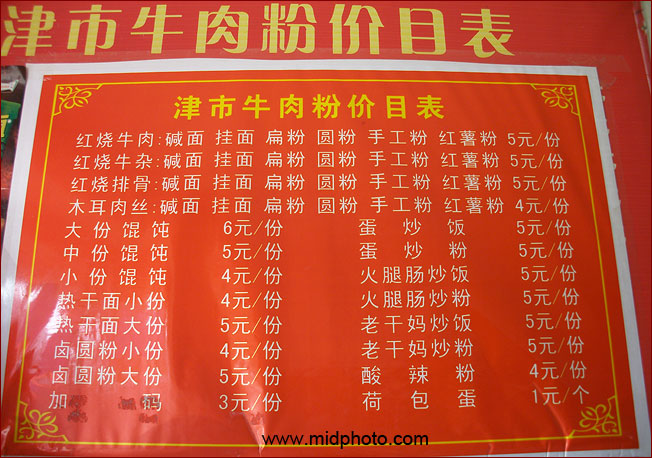 津市牛肉粉价目表
津市牛肉粉价目表
红烧牛肉:碱面 挂面 扁粉 圆粉 手工粉 红薯粉 5元/份
红烧牛杂:碱面 挂面 扁粉 圆粉 手工粉 红薯粉 5元/份
红烧排骨:碱面 挂面 扁粉 圆粉 手工粉 红薯粉 5元/份
木耳肉丝:碱面 挂面 扁粉 圆粉 手工粉 红薯粉 4元/份
大份馄饨 6元/份 蛋炒饭 5元/份
中份馄饨 5元/份 蛋炒粉 5元/份
小份馄饨 4元/份 火腿肠炒饭 5元/份
热干面小份 4元/份 火腿肠炒粉 5元/份
热干面大份 5元/份 老干妈炒饭 5元/份
卤圆粉小份 4元/份 老干妈炒粉 5元/份
卤圆粉大份 5元/份 酸辣粉 4元/份
加码 3元/份 荷包蛋 1元/个
www.midphoto.com